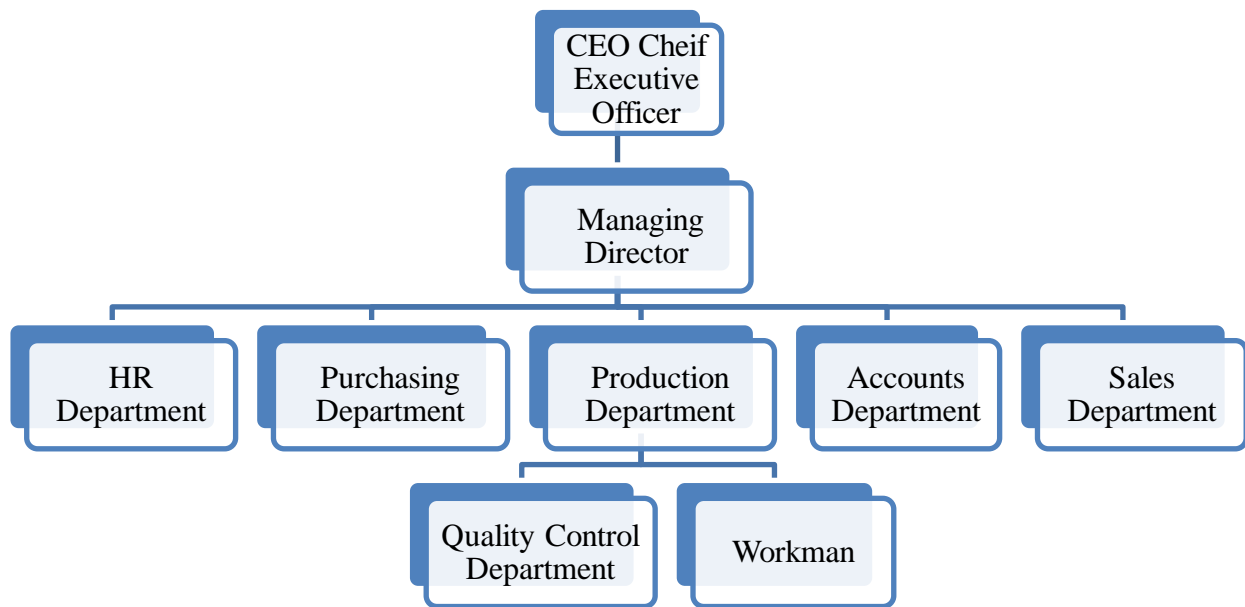 CEO Cheif
Executive
Officer
Managing
Director
HR
Department
Purchasing
Department
Production
Department
Accounts
Department
Sales
Department
Quality Control
Department
Workman